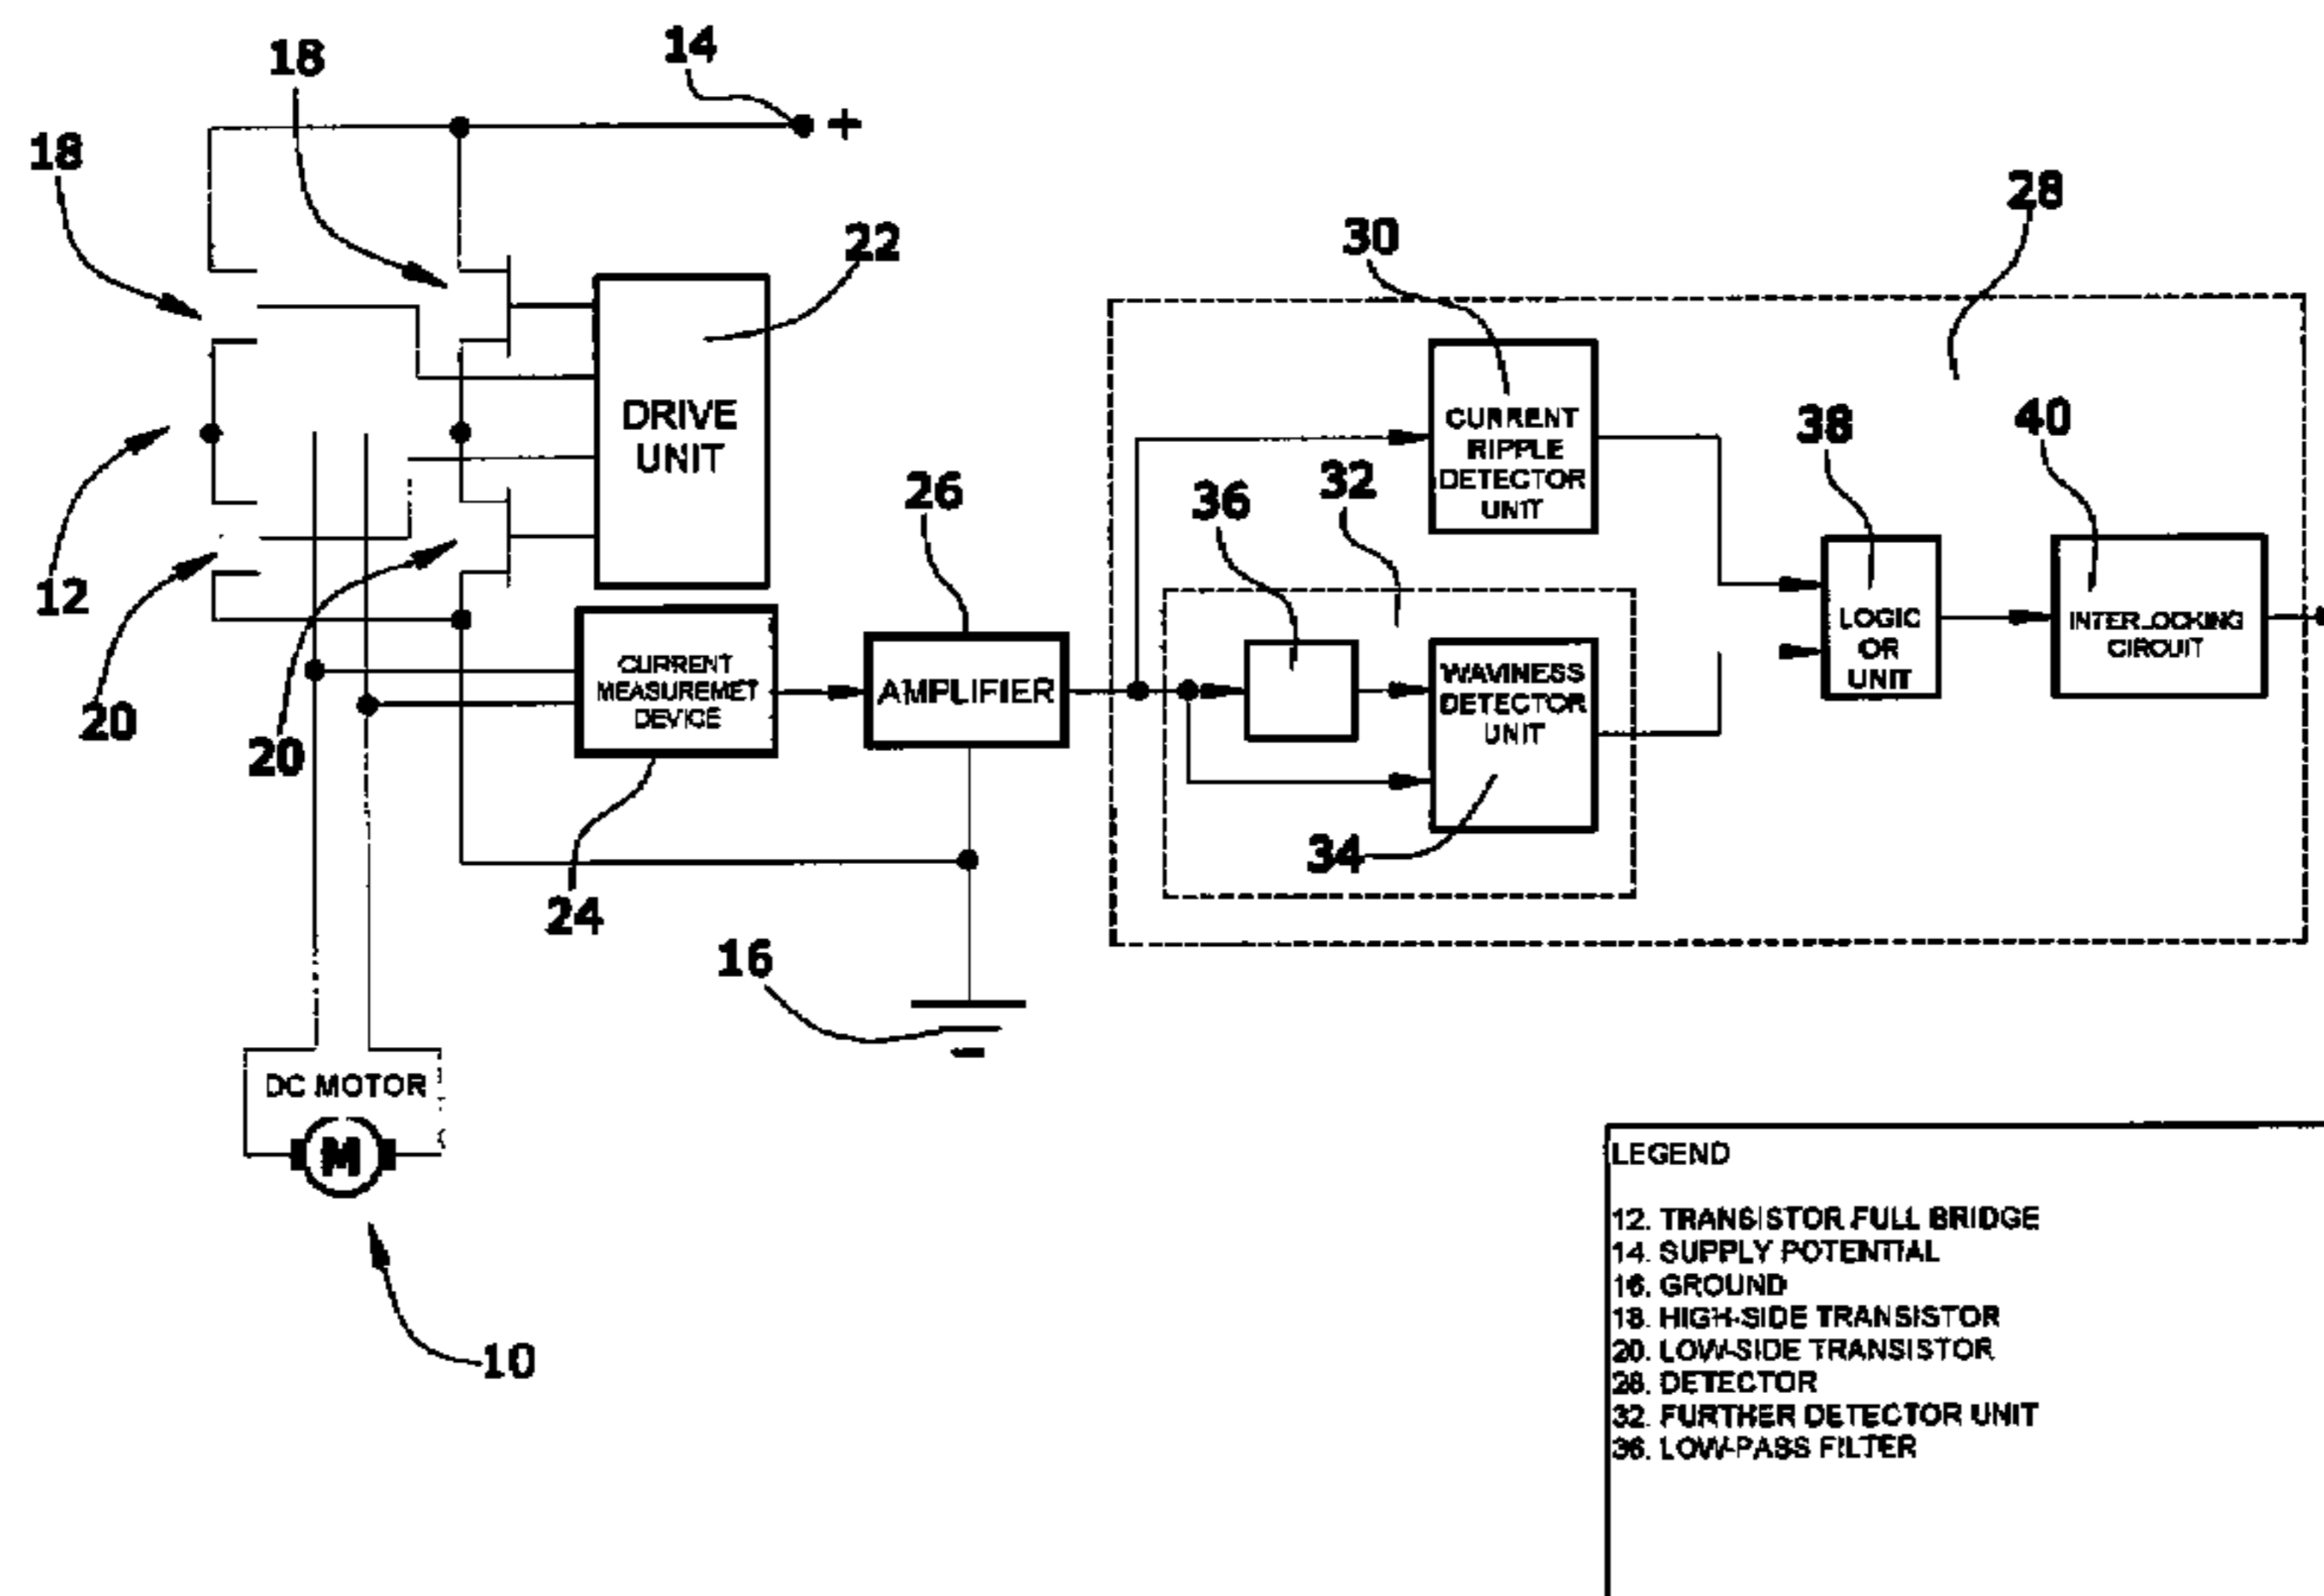 14
18
+
18
28
22
30
DRIVE
UNIT
CURRENT
RIPPLE
DETECTOR
UNIT
38
40
26
36
32
12
LOGIC
OR
UNIT
INTERLOCKING
CIRCUIT
CURRENT
MEASUREMET
DEVICE
AMPLIFIER
WAVINESS
DETECTOR
UNIT
20
20
34
24
16
DC MOTOR
M
10
LEGEND
12. TRANSISTOR FULL BRIDGE
14. SUPPLY POTENTIAL
16. GROUND
18. HIGH-SIDE TRANSISTOR
20. LOW-SIDE TRANSISTOR
28. DETECTOR
32. FURTHER DETECTOR UNIT
36. LOW-PASS FILTER